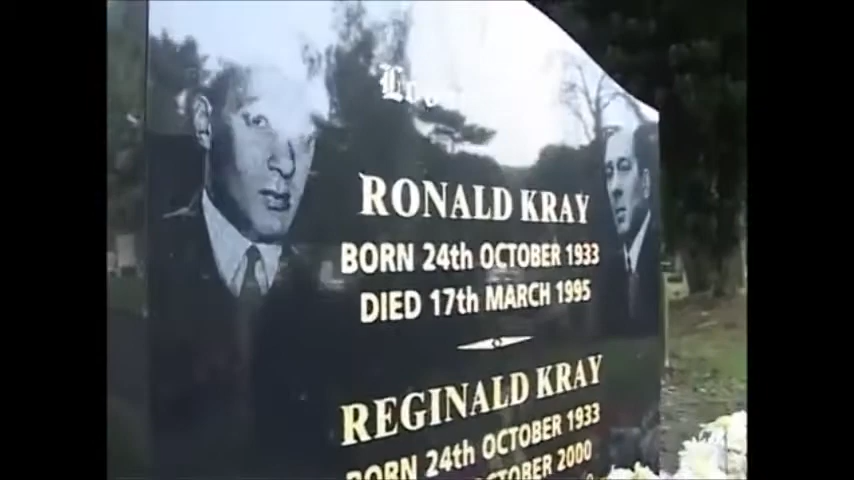 RONALD KRAY
BORN 24th OCTOBER 1933
DIED 17th MARCH 1995
REGINALD KRAY
BORN 24th OCTOBER 1933
OCTOBER 2000